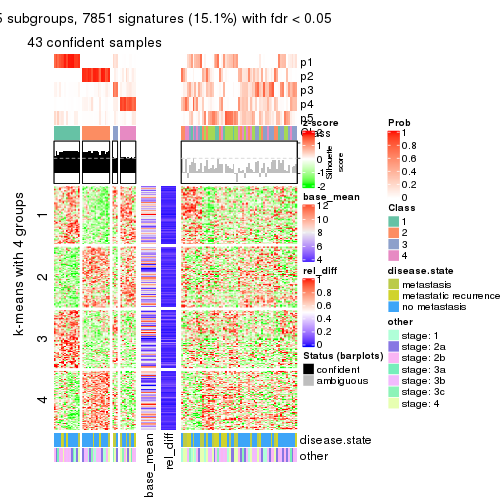 5 subgroups, 7851 signatures (15.1%) with fdr < 0.05
43 confident samples
p1
p2
p3
p4
p5
Class
1
Silhouette
score
k-means with 4 groups
1
2
3
4
base_mean
rel_diff
disease.state
other
z-score
2
1
0
-2
base_mean
12
10
6
4
rel_diff
1
0.8
0.6
0.4
0.2
0
Status (barplots)
confident
ambiguous
Prob
1
0.8
0.6
0.4
0.2
0
Class
1
2
3
4
disease.state
metastasis
metastatic recurrence
no metastasis
other
stage: 1
stage: 2a
stage: 2b
stage: 3a
stage: 3b
stage: 3c
stage: 4